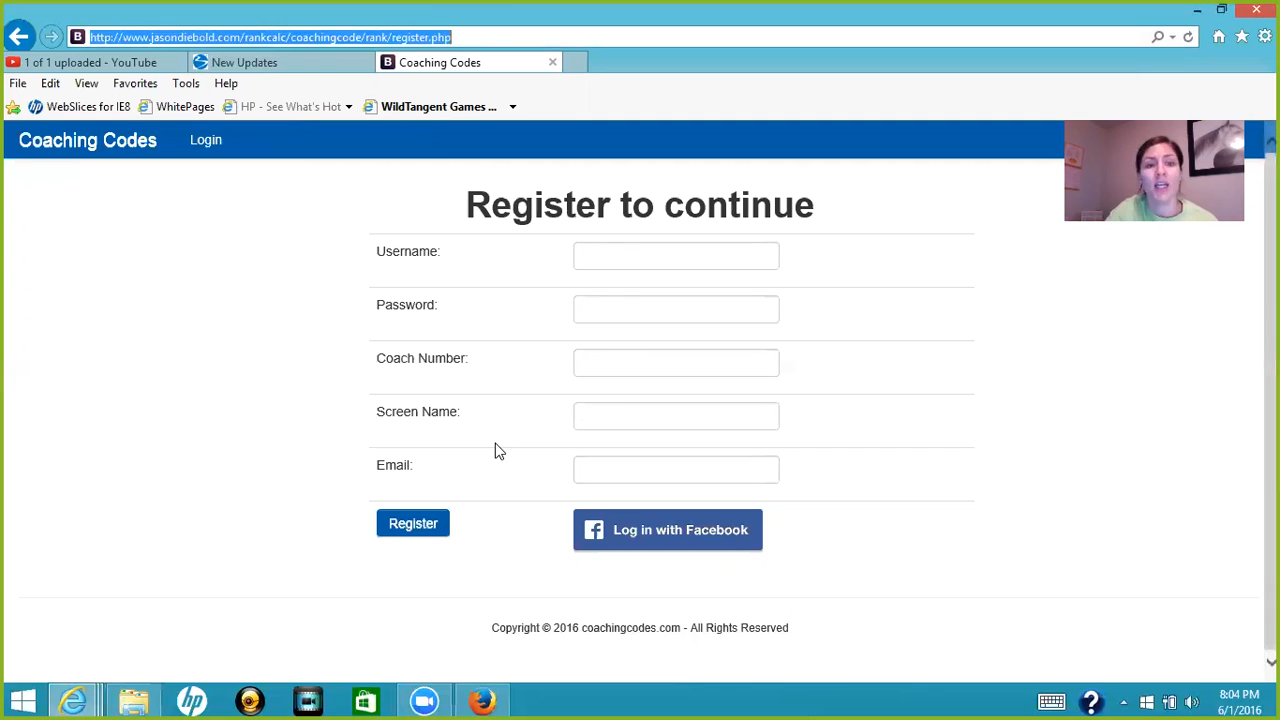 http://www.jasondiebold.com/rankcalc/coachingcode/rank/register.php
1 of 1 uploaded - YouTube
New Updates
Coaching Codes
File Edit View Favorites Tools Help
WebSlices for IE8
WhitePages
HP - See What's Hot
WildTangent Games ...
Coaching Codes
Login
Register to continue
Username:
Password:
Coach Number:
Screen Name:
Email:
Register
Log in with Facebook
Copyright © 2016 coachingcodes.com - All Rights Reserved
8:04 PM
6/1/2016